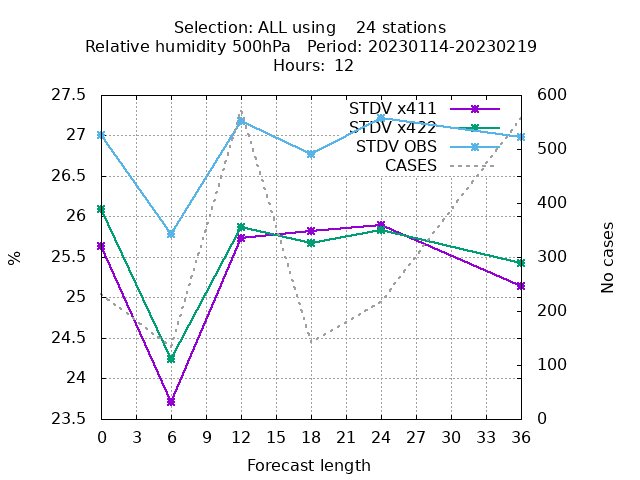 Selection: ALL using    24 stations
Relative humidity 500hPa   Period: 20230114-20230219
Hours: 12
27.5
27
26.5
26
25.5
25
24.5
24
23.5
%
STDV x411
STDV x422
STDV OBS
CASES
600
500
400
300
200
100
0
No cases
0 3 6 9 12 15 18 21 24 27 30 33 36
Forecast length